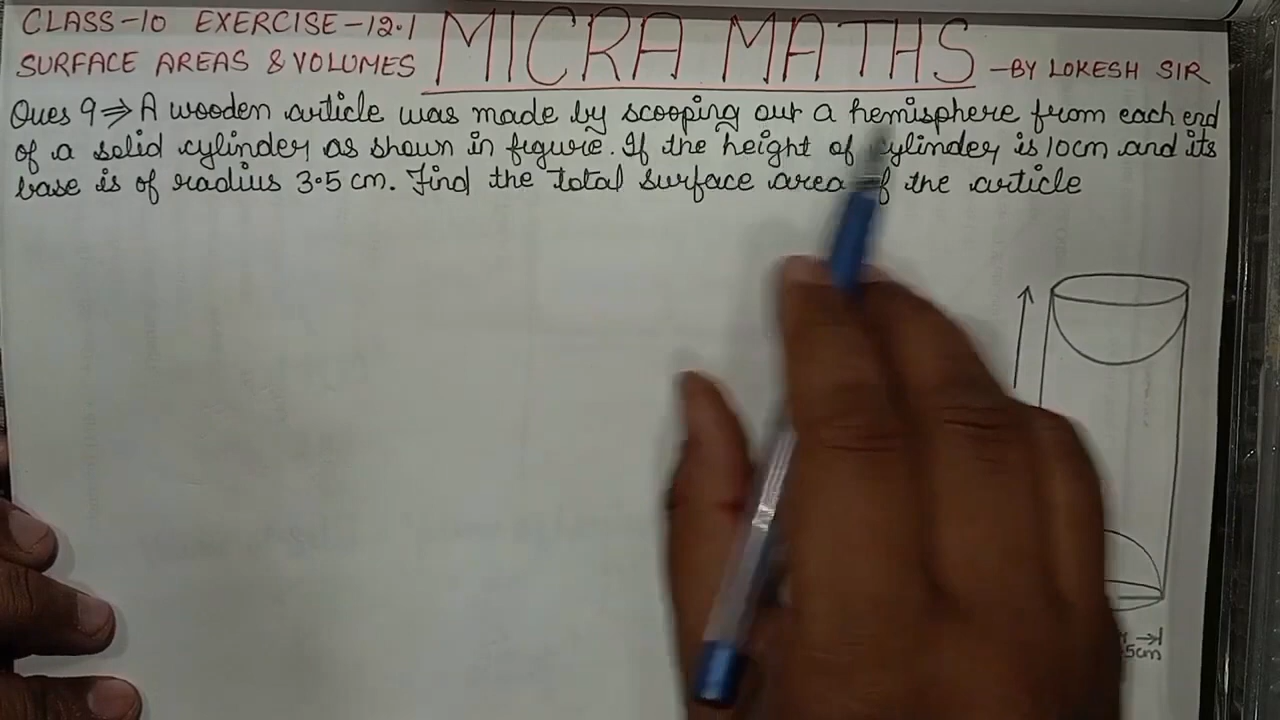 CLASS-10 EXERCISE-12.1
SURFACE AREAS & VOLUMES
MICRA MATHS
-BY LOKESH SIR
Ques 9 ⇒ A wooden article was made by scooping out a hemisphere from each end
of a solid cylinder as shown in figure. If the height of cylinder is 10cm and its
base is of radius 3.5 cm. Find the total surface area of the article
5cm